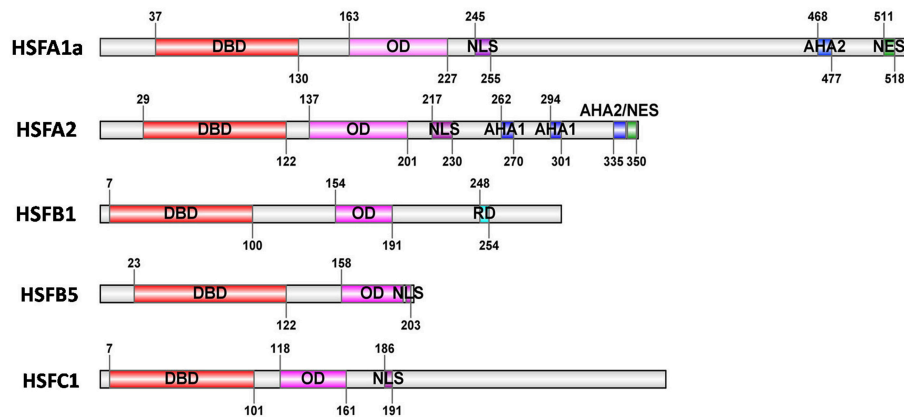 37 163 245 468 511
HSFA1a DBD OD NLS AHA2 NES
130 227 255 477 518
29 137 217 262 294 AHA2/NES
HSFA2 DBD OD NLS AHA1 AHA1
122 201 230 270 301 335 350
7 154 248
HSFB1 DBD OD RD
100 191 254
23 158
HSFB5 DBD OD NLS
122 203
7 118 186
HSFC1 DBD OD NLS
101 161 191